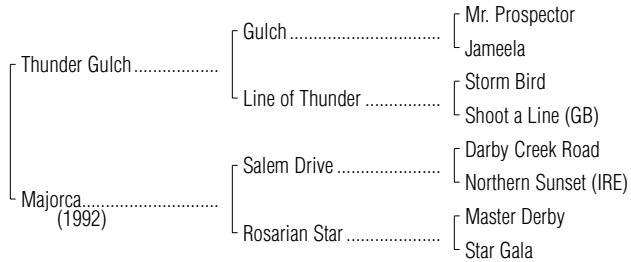 Mr. Prospector
Gulch
Jameela
Thunder Gulch
Storm Bird
Line of Thunder
Shoot a Line (GB)
Darby Creek Road
Salem Drive
Northern Sunset (IRE)
Majorca
(1992)
Master Derby
Rosarian Star
Star Gala